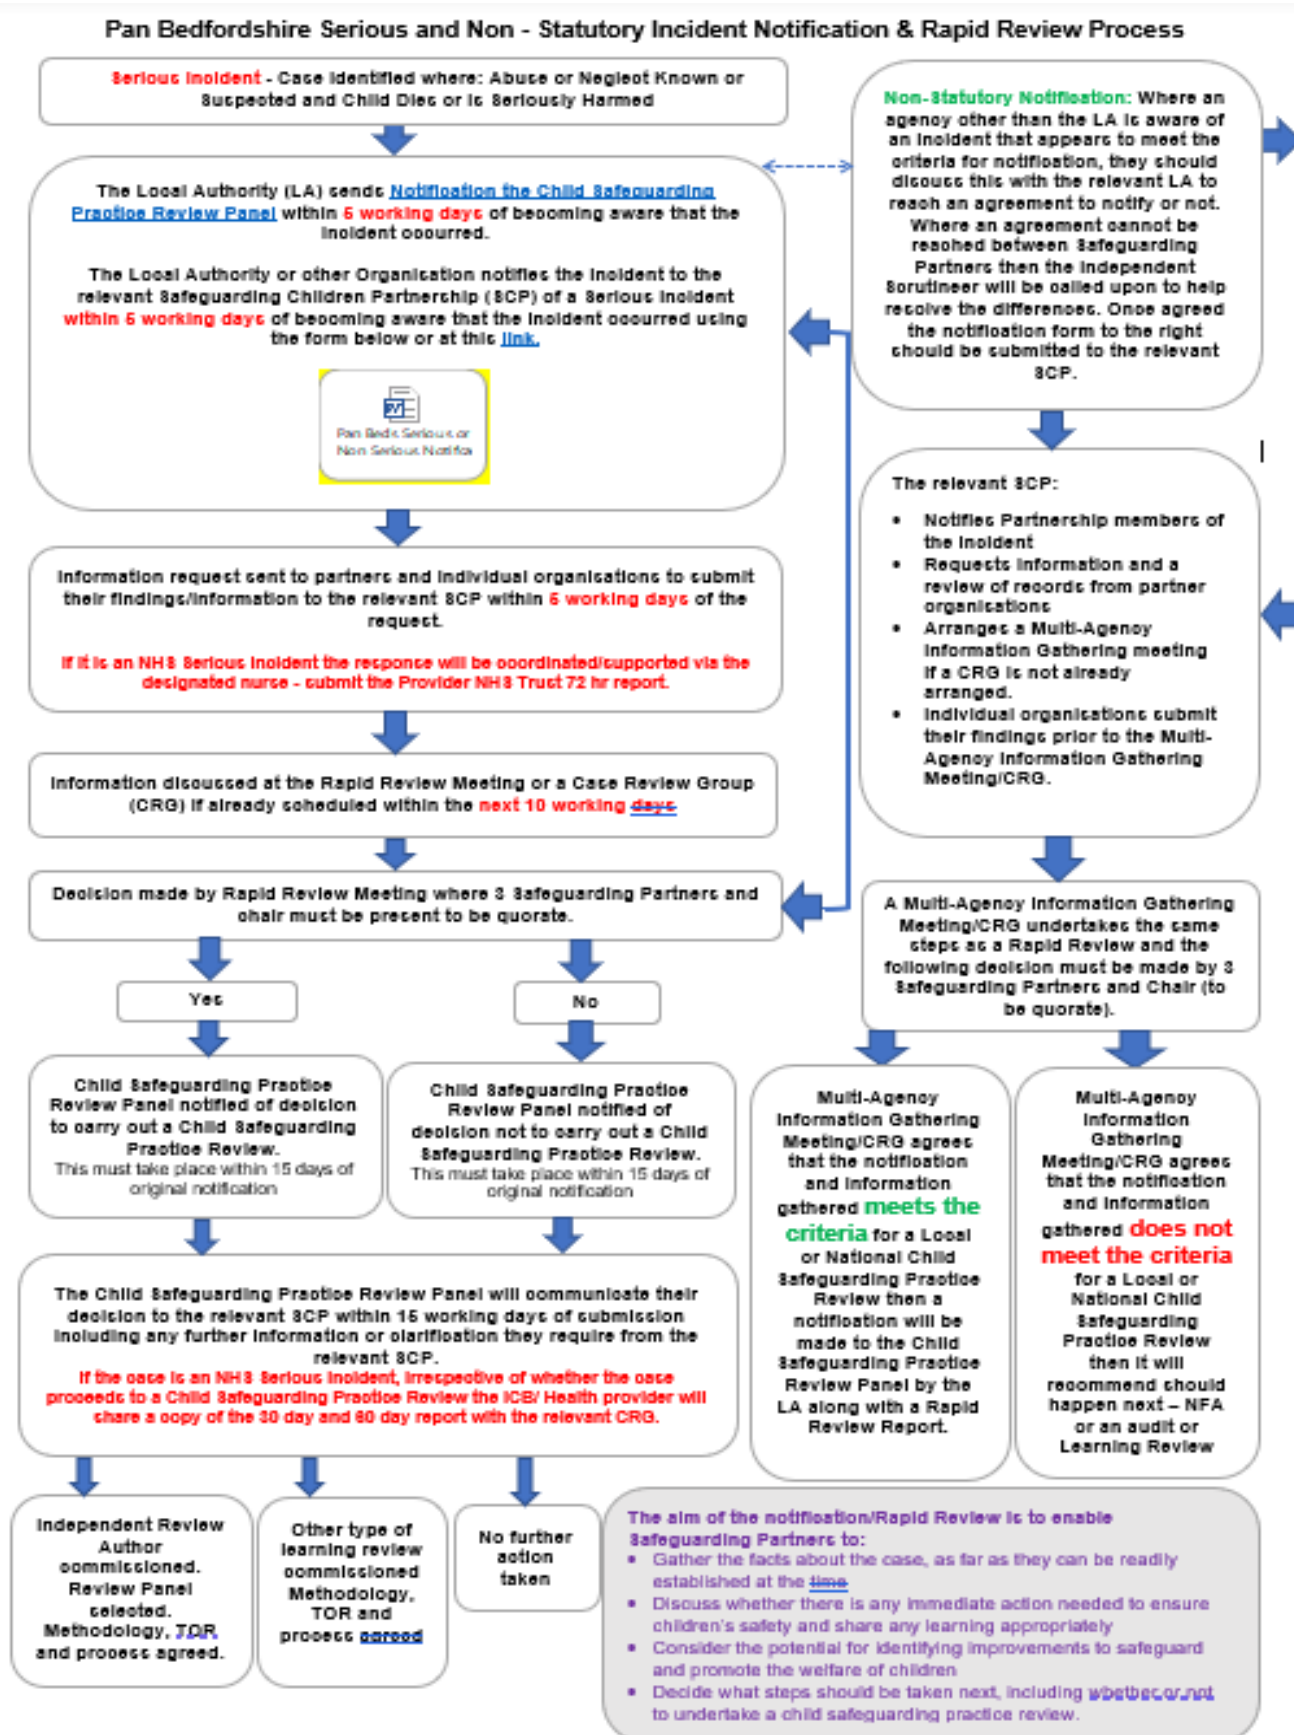 Pan Bedfordshire Serious and Non - Statutory Incident Notification & Rapid Review Process
Serious Incident - Case Identified where: Abuse or Neglect Known or
Suspected and Child Dies or is Seriously Harmed
The Local Authority (LA) sends Notification the Child Safeguarding
Practice Review Panel within 5 working days of becoming aware that the
incident occurred.
The Local Authority or other Organisation notifies the incident to the
relevant Safeguarding Children Partnership (SCP) of a Serious Incident
within 5 working days of becoming aware that the incident occurred using
the form below or at this link.
Pan Beds Serious or
Non Serious Notifica
Information request sent to partners and individual organisations to submit
their findings/information to the relevant SCP within 5 working days of the
request.
If it is an NHS Serious Incident the response will be coordinated/supported via the
designated nurse - submit the Provider NHS Trust 72 hr report.
Information discussed at the Rapid Review Meeting or a Case Review Group
(CRG) if already scheduled within the next 10 working days
Decision made by Rapid Review Meeting where 3 Safeguarding Partners and
chair must be present to be quorate.
Yes
No
Child Safeguarding Practice
Review Panel notified of decision
to carry out a Child Safeguarding
Practice Review.
This must take place within 15 days of
original notification
Child Safeguarding Practice
Review Panel notified of
decision not to carry out a Child
Safeguarding Practice Review.
This must take place within 15 days of
original notification
The Child Safeguarding Practice Review Panel will communicate their
decision to the relevant SCP within 15 working days of submission
including any further information or clarification they require from the
relevant SCP.
If the case is an NHS Serious Incident, irrespective of whether the case
proceeds to a Child Safeguarding Practice Review the ICB/ Health provider will
share a copy of the 30 day and 60 day report with the relevant CRG.
Independent Review
Author
commissioned.
Review Panel
selected.
Methodology, TOR
and process agreed.
Other type of
learning review
commissioned
Methodology,
TOR and
process agreed
No further
action
taken
Non-Statutory Notification: Where an
agency other than the LA is aware of
an incident that appears to meet the
criteria for notification, they should
discuss this with the relevant LA to
reach an agreement to notify or not.
Where an agreement cannot be
reached between Safeguarding
Partners then the Independent
Scrutineer will be called upon to help
resolve the differences. Once agreed
the notification form to the right
should be submitted to the relevant
SCP.
The relevant SCP:
• Notifies Partnership members of
the Incident
• Requests information and a
review of records from partner
organisations
• Arranges a Multi-Agency
Information Gathering meeting
if a CRG is not already
arranged.
• Individual organisations submit
their findings prior to the Multi-
Agency Information Gathering
Meeting/CRG.
A Multi-Agency Information Gathering
Meeting/CRG undertakes the same
steps as a Rapid Review and the
following decision must be made by 3
Safeguarding Partners and Chair (to
be quorate).
Multi-Agency
Information Gathering
Meeting/CRG agrees
that the notification
and information
gathered meets the
criteria for a Local
or National Child
Safeguarding Practice
Review then a
notification will be
made to the Child
Safeguarding Practice
Review Panel by the
LA along with a Rapid
Review Report.
Multi-Agency
Information
Gathering
Meeting/CRG agrees
that the notification
and information
gathered does not
meet the criteria
for a Local or
National Child
Safeguarding
Practice Review
then it will
recommend should
happen next – NFA
or an audit or
Learning Review
The aim of the notification/Rapid Review is to enable
Safeguarding Partners to:
• Gather the facts about the case, as far as they can be readily
established at the time
• Discuss whether there is any immediate action needed to ensure
children's safety and share any learning appropriately
• Consider the potential for identifying improvements to safeguard
and promote the welfare of children
• Decide what steps should be taken next, including whether or not
to undertake a child safeguarding practice review.